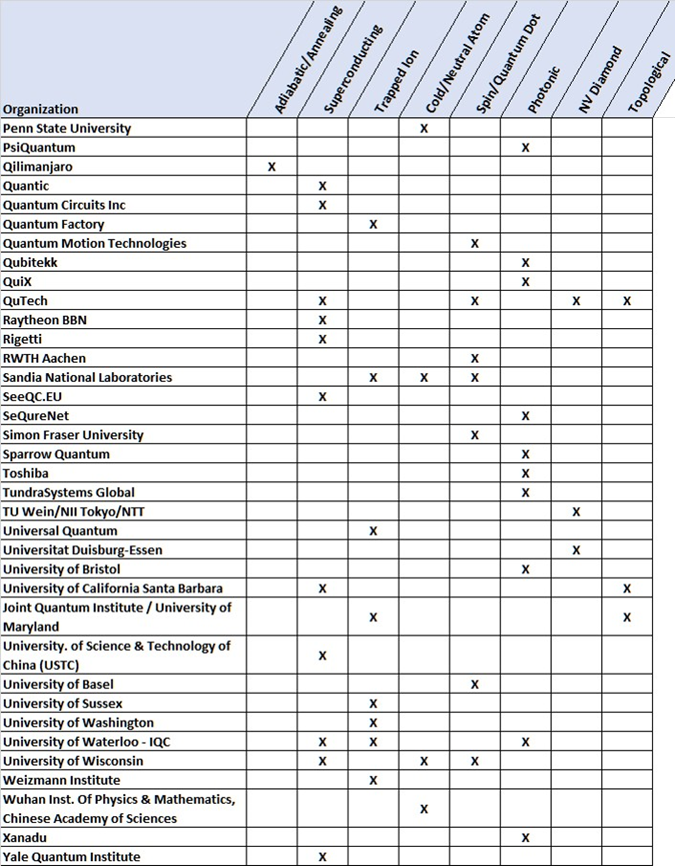 Organization Adiabatic/Annealing Superconducting Trapped Ion Cold/Neutral Atom Spin/Quantum Dot Photonic NV Diamond Topological
Penn State University X
PsiQuantum X
Qilimanjaro X
Quantic X
Quantum Circuits Inc X
Quantum Factory X
Quantum Motion Technologies X
Qubitekk X
QuiX X
QuTech X X X X
Raytheon BBN X
Rigetti X
RWTH Aachen X
Sandia National Laboratories X X X
SeeQC.EU X
SeQureNet X
Simon Fraser University X
Sparrow Quantum X
Toshiba X
TundraSystems Global X
TU Wein/NII Tokyo/NTT X
Universal Quantum X
Universitat Duisburg-Essen X
University of Bristol X
University of California Santa Barbara X X
Joint Quantum Institute / University of
Maryland X X
University. of Science & Technology of
China (USTC) X
University of Basel X
University of Sussex X
University of Washington X
University of Waterloo - IQC X X X
University of Wisconsin X X X
Weizmann Institute X
Wuhan Inst. Of Physics & Mathematics,
Chinese Academy of Sciences X
Xanadu X
Yale Quantum Institute X